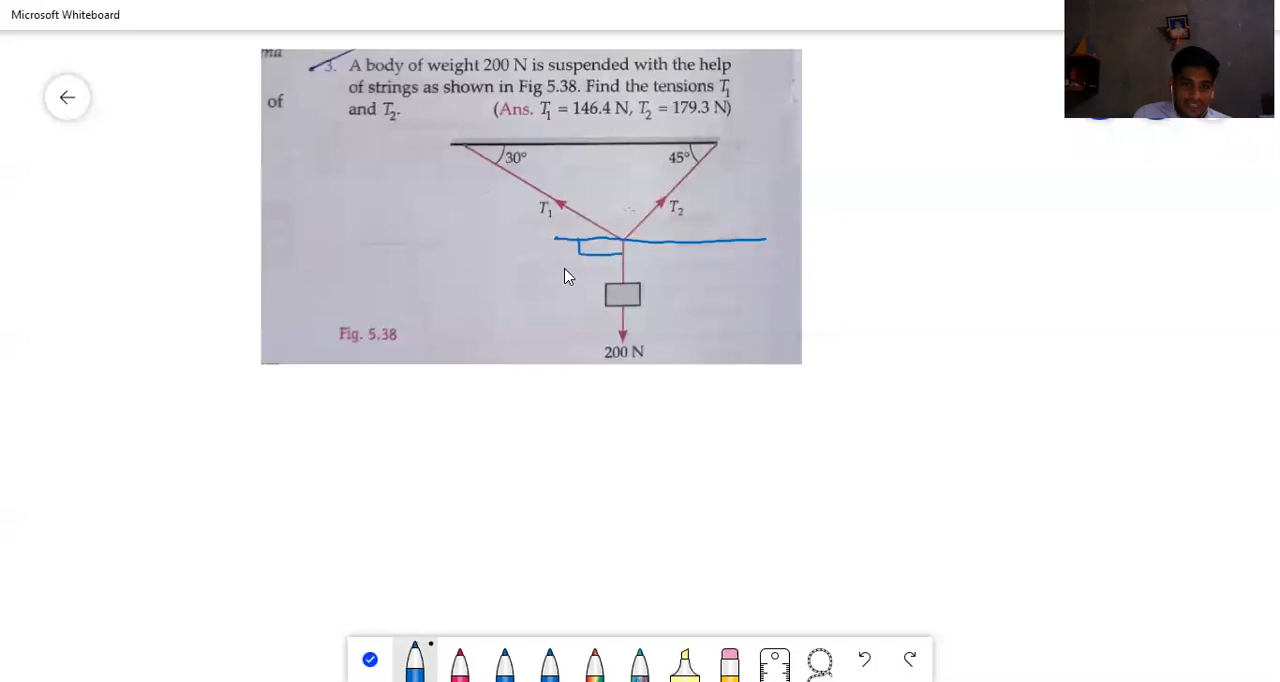 Microsoft Whiteboard
3. A body of weight 200 N is suspended with the help
of strings as shown in Fig 5.38. Find the tensions T₁
of
and T₂. (Ans. T₁ = 146.4 N, T₂ = 179.3 N)
30° 45°
T₁ T₂
Fig. 5.38
200 N